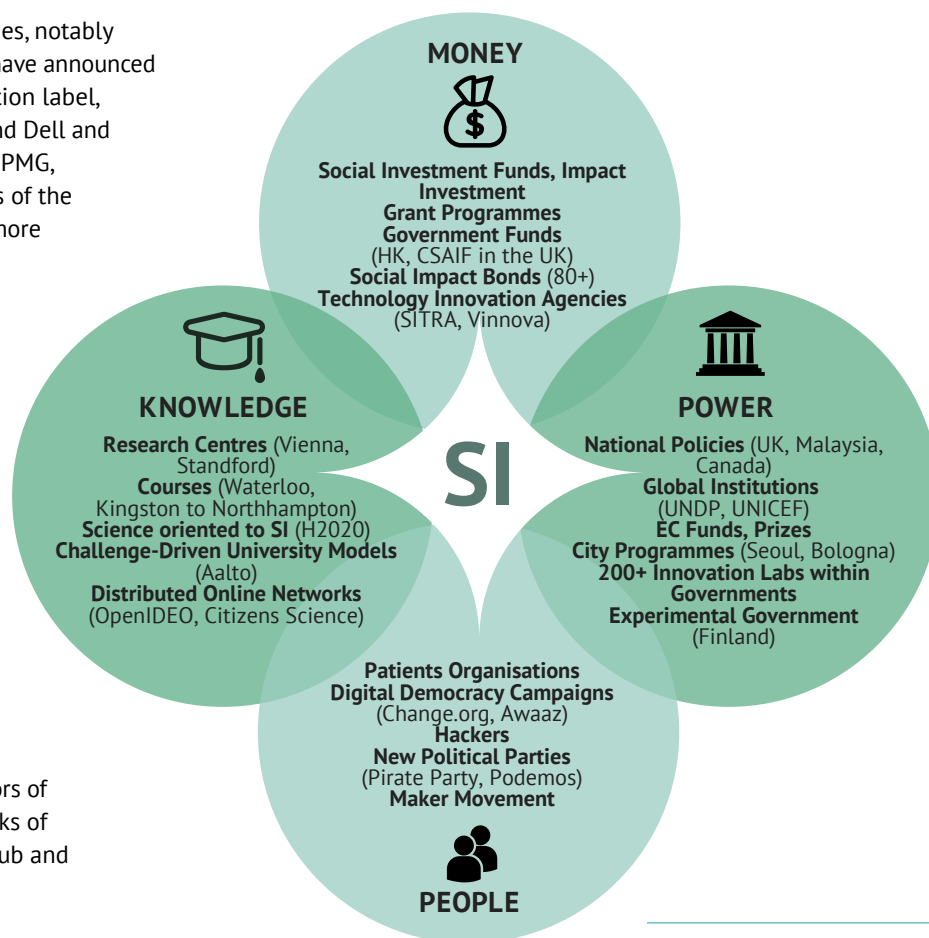 es, notably
have announced
tion label,
nd Dell and
PMG,
s of the
more
MONEY
$
Social Investment Funds, Impact
Investment
Grant Programmes
Government Funds
(HK, CSAIF in the UK)
Social Impact Bonds (80+)
Technology Innovation Agencies
(SITRA, Vinnova)
KNOWLEDGE
Research Centres (Vienna,
Standford)
Courses (Waterloo,
Kingston to Northhampton)
Science oriented to SI (H2020)
Challenge-Driven University Models
(Aalto)
Distributed Online Networks
(OpenIDEO, Citizens Science)
SI
POWER
National Policies (UK, Malaysia,
Canada)
Global Institutions
(UNDP, UNICEF)
EC Funds, Prizes
City Programmes (Seoul, Bologna)
200+ Innovation Labs within
Governments
Experimental Government
(Finland)
Patients Organisations
Digital Democracy Campaigns
(Change.org, Awaaz)
Hackers
New Political Parties
(Pirate Party, Podemos)
Maker Movement
PEOPLE
ors of
ks of
ub and